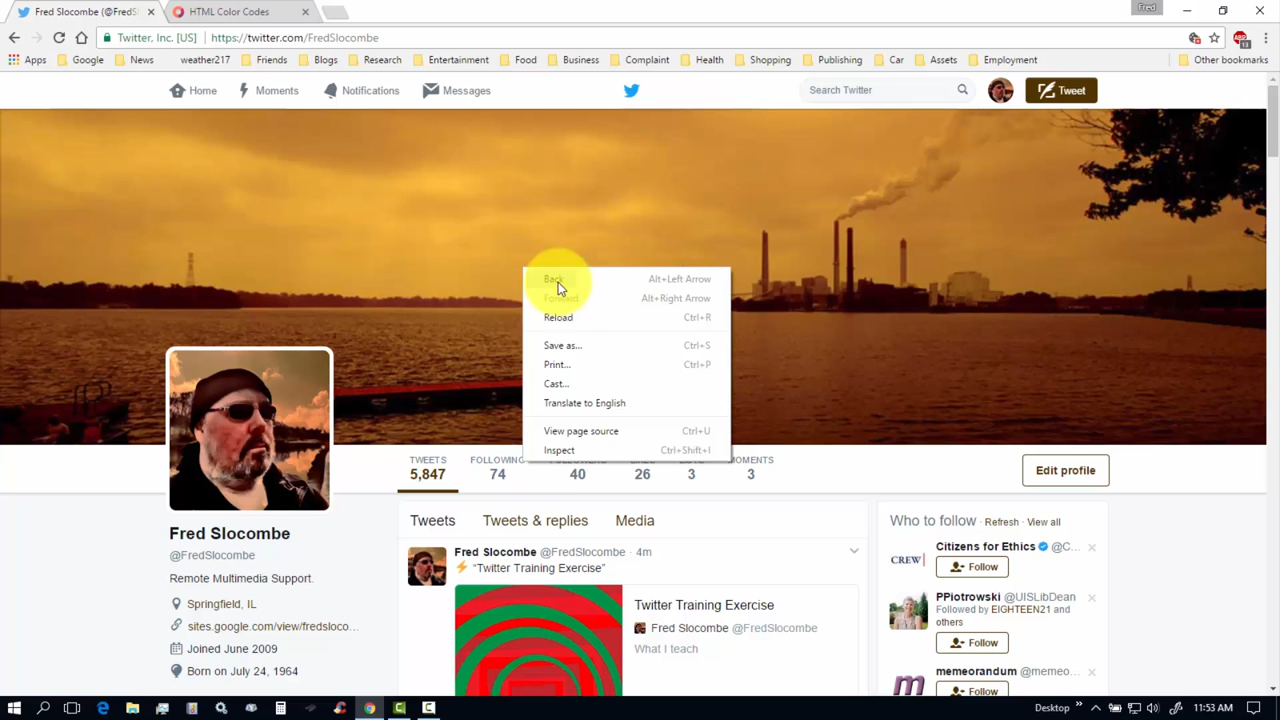 Fred Slocombe (@FredS
HTML Color Codes
Fred
Twitter, Inc. [US]
https://twitter.com/FredSlocombe
ABP
13
Apps
Google
News
weather217
Friends
Blogs
Research
Entertainment
Food
Business
Complaint
Health
Shopping
Publishing
Car
Assets
Employment
Other bookmarks
Home
Moments
Notifications
Messages
Search Twitter
Tweet
Back Alt+Left Arrow
Forward Alt+Right Arrow
Reload Ctrl+R
Save as... Ctrl+S
Print... Ctrl+P
Cast...
Translate to English
View page source Ctrl+U
Inspect Ctrl+Shift+I
TWEETS
5,847
FOLLOWING
74
40
26
3
MOMENTS
3
Edit profile
Fred Slocombe
@FredSlocombe
Remote Multimedia Support.
Springfield, IL
sites.google.com/view/fredsloco...
Joined June 2009
Born on July 24, 1964
Tweets
Tweets & replies
Media
Fred Slocombe @FredSlocombe · 4m
"Twitter Training Exercise"
Twitter Training Exercise
Fred Slocombe @FredSlocombe
What I teach
Who to follow · Refresh · View all
Citizens for Ethics @C...
CREW
Follow
PPiotrowski @UISLibDean
Followed by EIGHTEEN21 and
others
Follow
memeorandum @memeo...
m
Follow
Desktop
11:53 AM